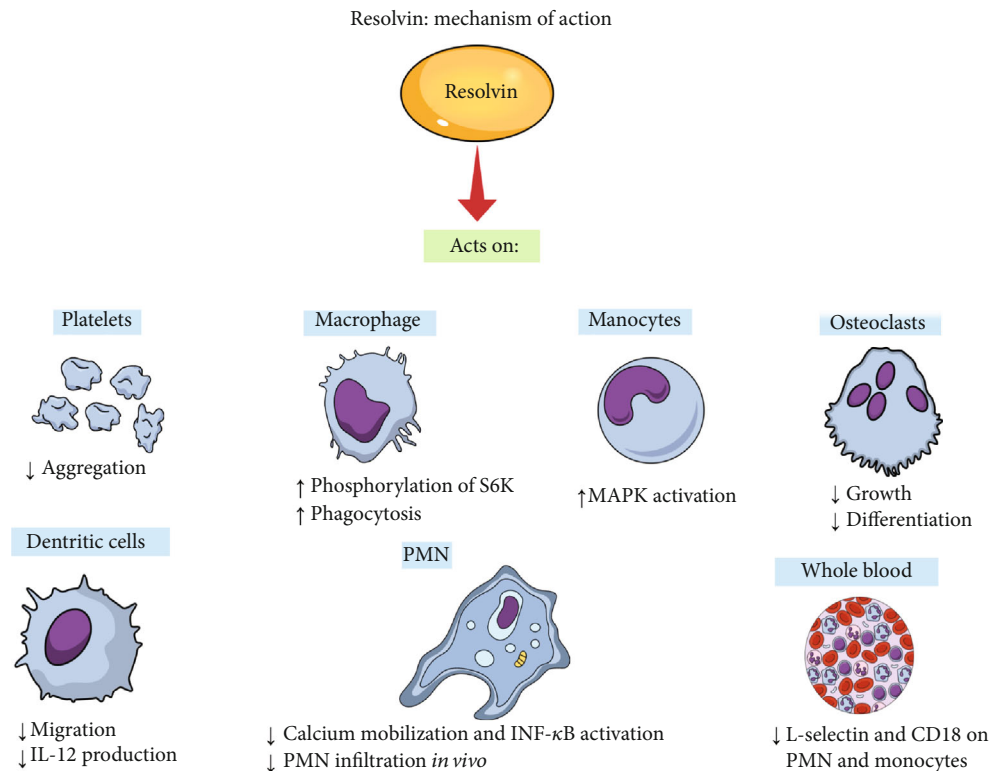 Resolvin: mechanism of action
Resolvin
Acts on:
Platelets
↓ Aggregation
Macrophage
↑ Phosphorylation of S6K
↑ Phagocytosis
Manocytes
↑MAPK activation
Osteoclasts
↓ Growth
↓ Differentiation
Dentritic cells
↓Migration
↓IL-12 production
PMN
↓ Calcium mobilization and INF-κB activation
↓ PMN infiltration in vivo
Whole blood
↓ L-selectin and CD18 on
PMN and monocytes